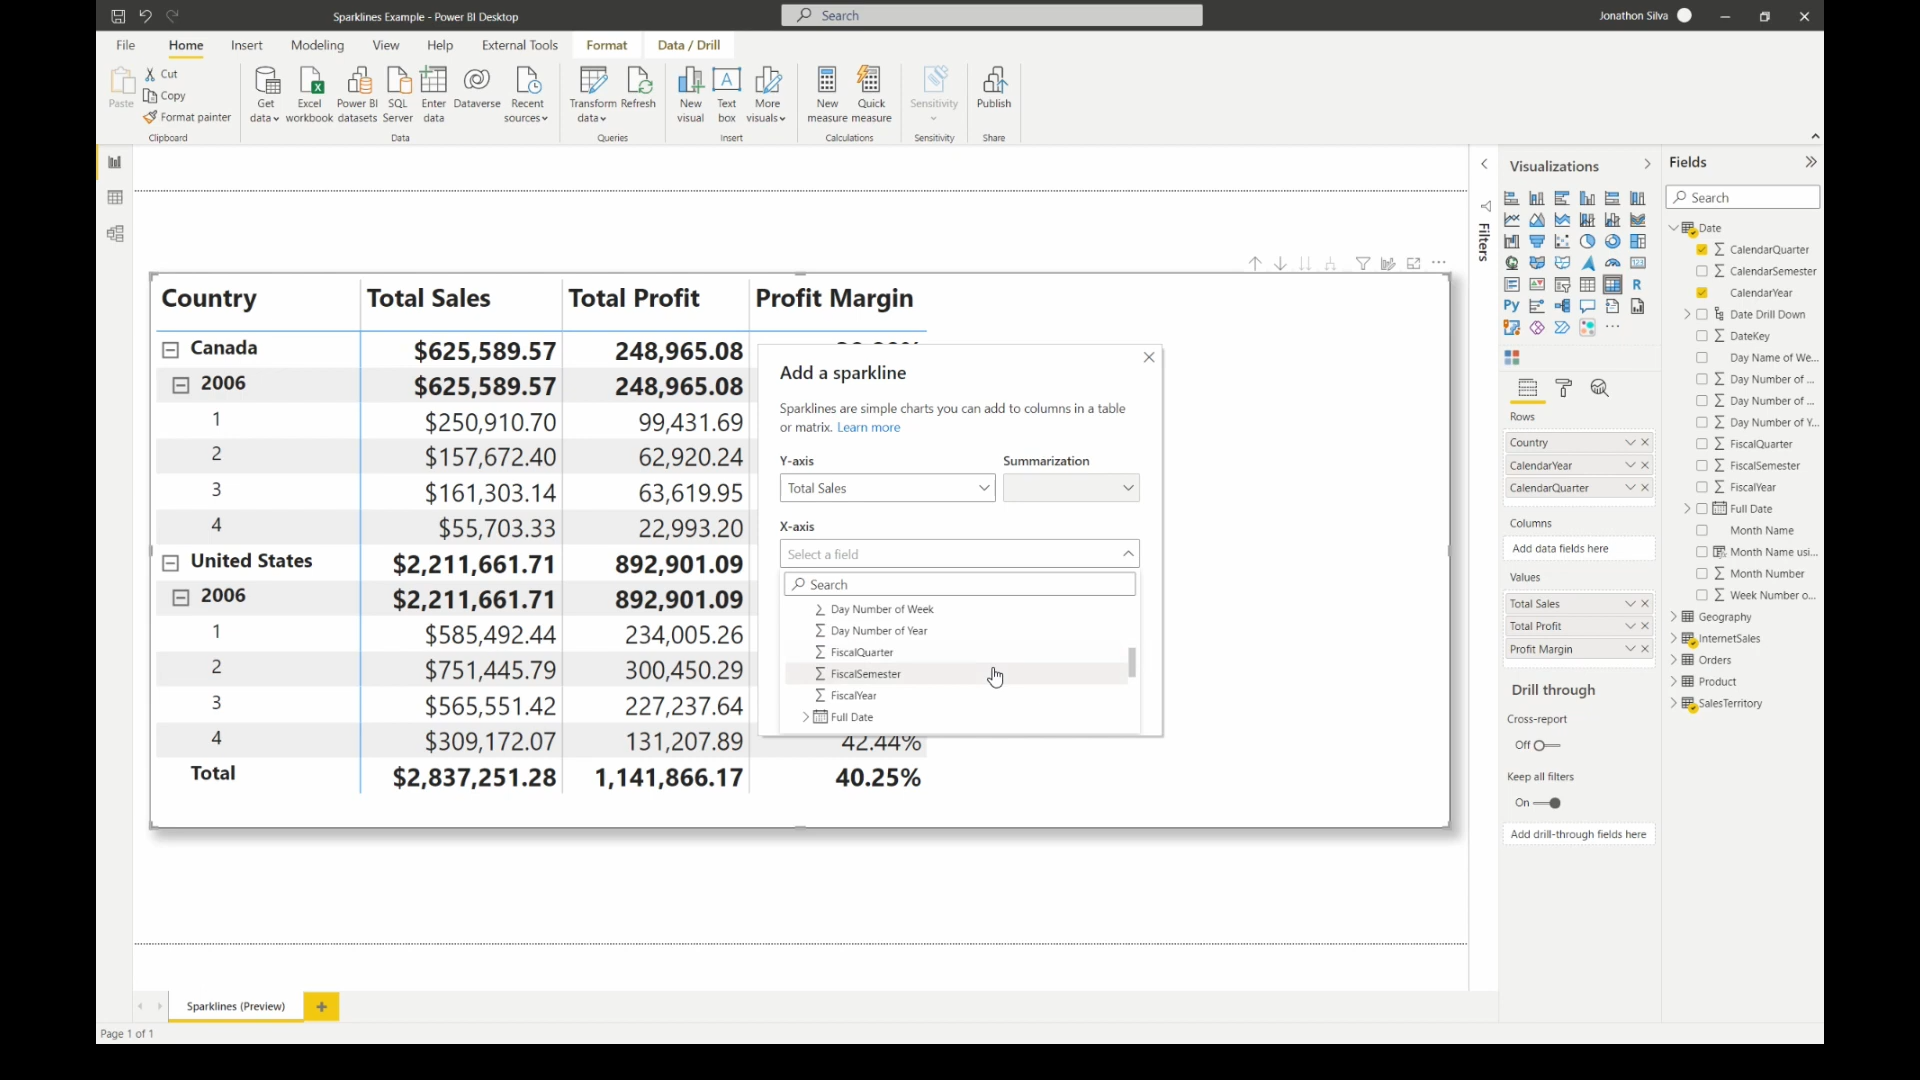 Sparklines Example - Power BI Desktop
Search
Jonathon Silva
File Home Insert Modeling View Help External Tools Format Data / Drill
Paste
Cut
Copy
Format painter
Clipboard
Get data
Excel workbook
Power BI datasets
SQL Server
Enter data
Dataverse
Recent sources
Data
Transform data
Refresh
Queries
New visual
Text box
More visuals
Insert
New measure
Quick measure
Calculations
Sensitivity
Sensitivity
Publish
Share
Country Total Sales Total Profit Profit Margin
Canada $625,589.57 248,965.08
2006 $625,589.57 248,965.08
1 $250,910.70 99,431.69
2 $157,672.40 62,920.24
3 $161,303.14 63,619.95
4 $55,703.33 22,993.20
United States $2,211,661.71 892,901.09
2006 $2,211,661.71 892,901.09
1 $585,492.44 234,005.26
2 $751,445.79 300,450.29
3 $565,551.42 227,237.64
4 $309,172.07 131,207.89 42.44%
Total $2,837,251.28 1,141,866.17 40.25%
Add a sparkline
Sparklines are simple charts you can add to columns in a table
or matrix. Learn more
Y-axis Summarization
Total Sales
X-axis
Select a field
Search
Day Number of Week
Day Number of Year
FiscalQuarter
FiscalSemester
FiscalYear
Full Date
Filters
Visualizations
R
Py
123
Rows
Country
CalendarYear
CalendarQuarter
Columns
Add data fields here
Values
Total Sales
Total Profit
Profit Margin
Drill through
Cross-report
Off
Keep all filters
On
Add drill-through fields here
Fields
Search
Date
CalendarQuarter
CalendarSemester
CalendarYear
Date Drill Down
DateKey
Day Name of We...
Day Number of ...
Day Number of ...
Day Number of Y...
FiscalQuarter
FiscalSemester
FiscalYear
Full Date
Month Name
Month Name usi...
Month Number
Week Number o...
Geography
InternetSales
Orders
Product
SalesTerritory
Sparklines (Preview)
Page 1 of 1